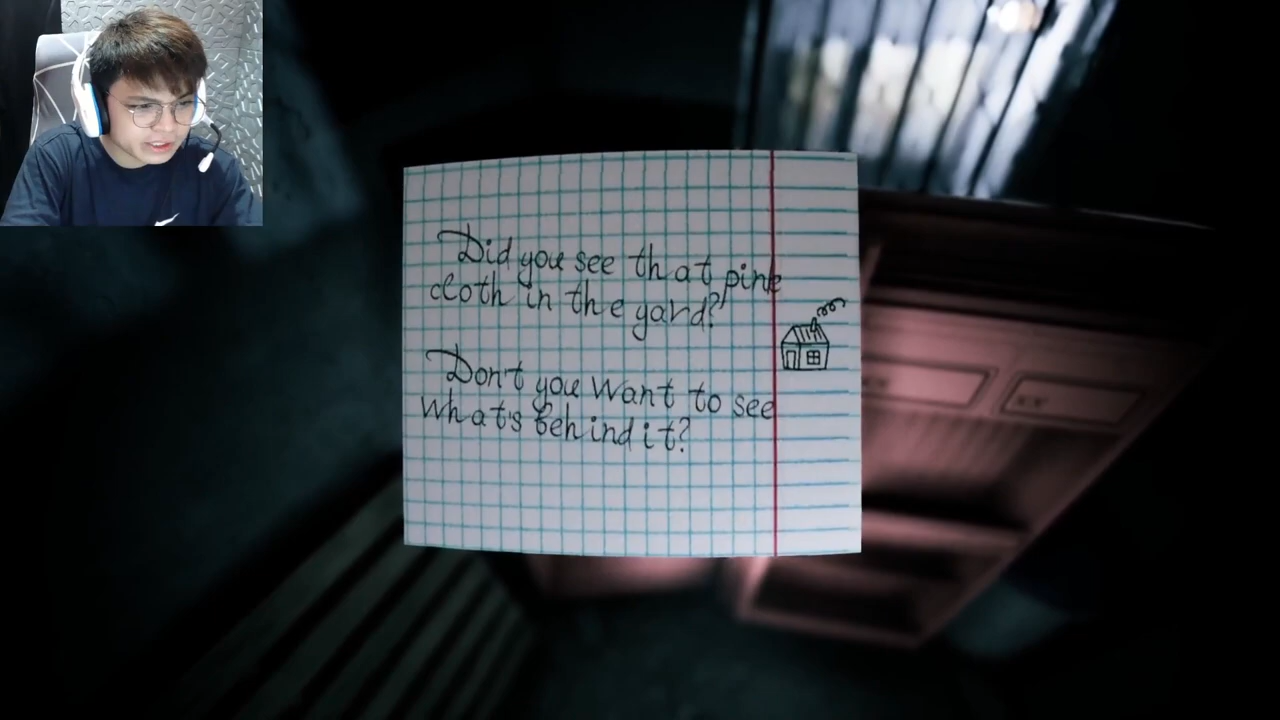 Did you see that pink
cloth in the yard?
Don't you want to see
what's behind it?